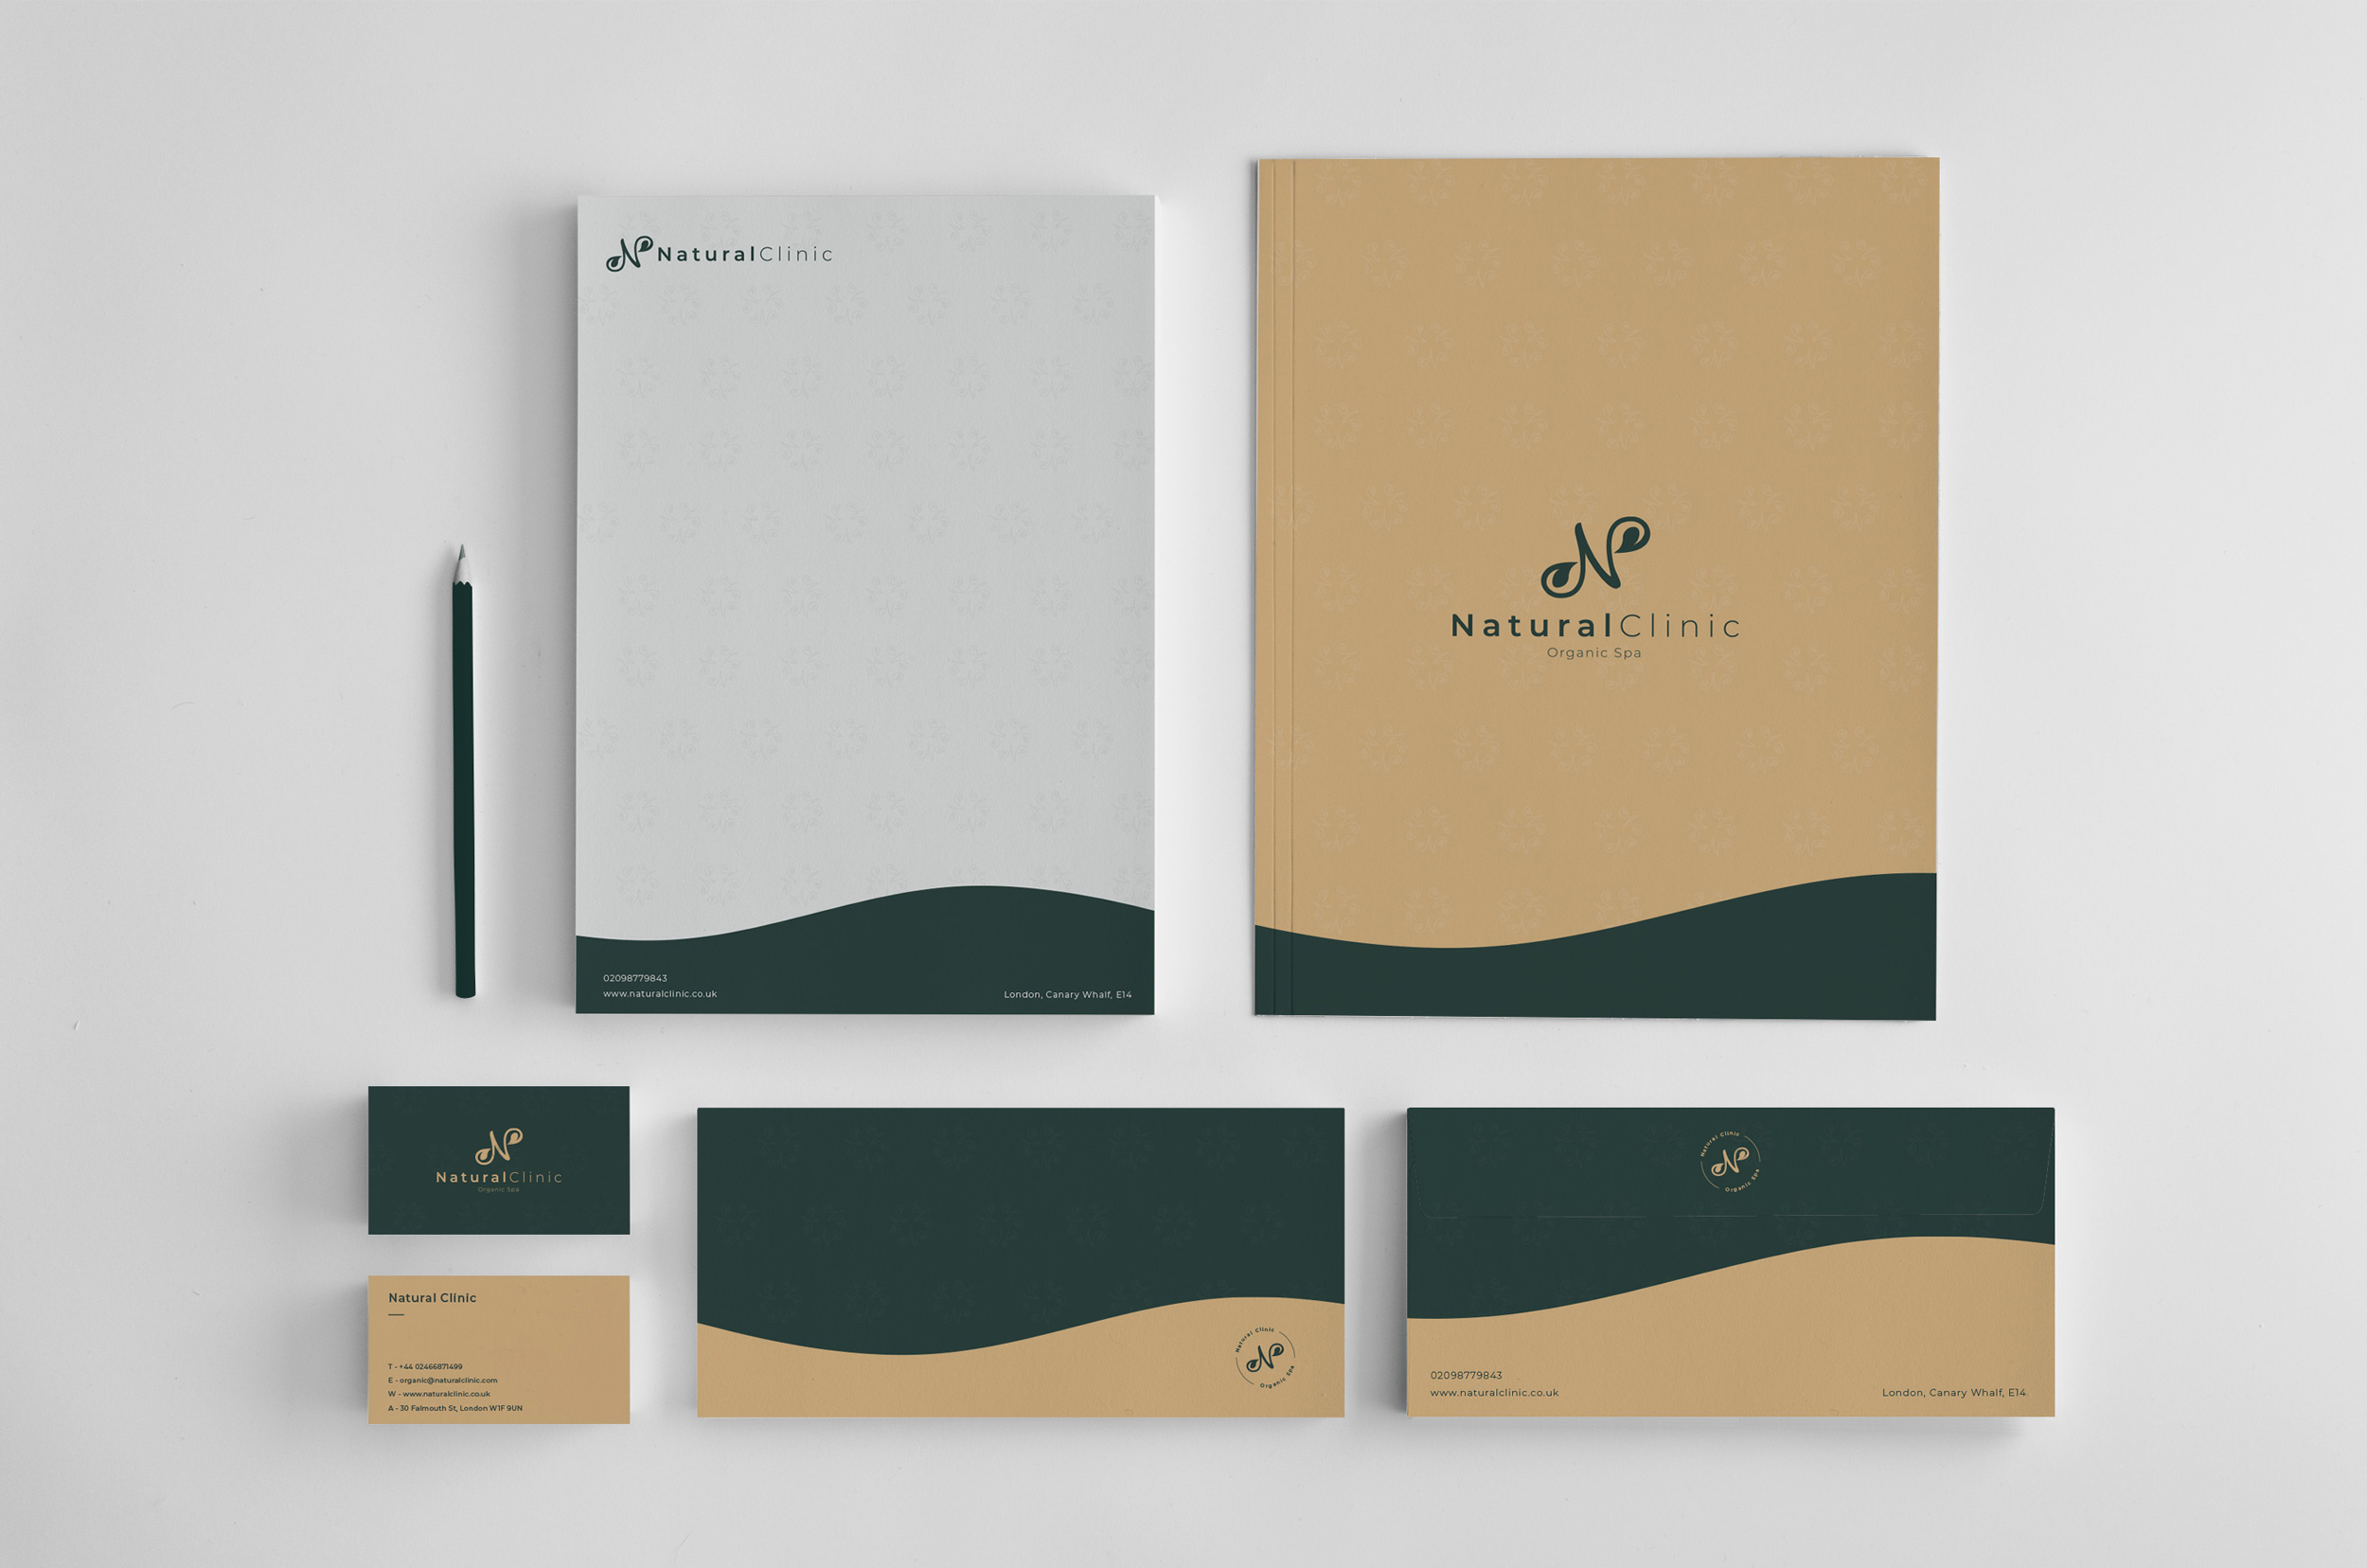 NaturalClinic
02098779843
www.naturalclinic.co.uk
London, Canary Whalf, E14
NaturalClinic
Organic Spa
NaturalClinic
Organic Spa
Natural Clinic
T - +44 02466871499
E - organic@naturalclinic.com
W - www.naturalclinic.co.uk
A - 30 Falmouth St, London W1F 9UN
Natural Clinic
Organic Spa
Natural Clinic
Organic Spa
02098779843
www.naturalclinic.co.uk
London, Canary Whalf, E14